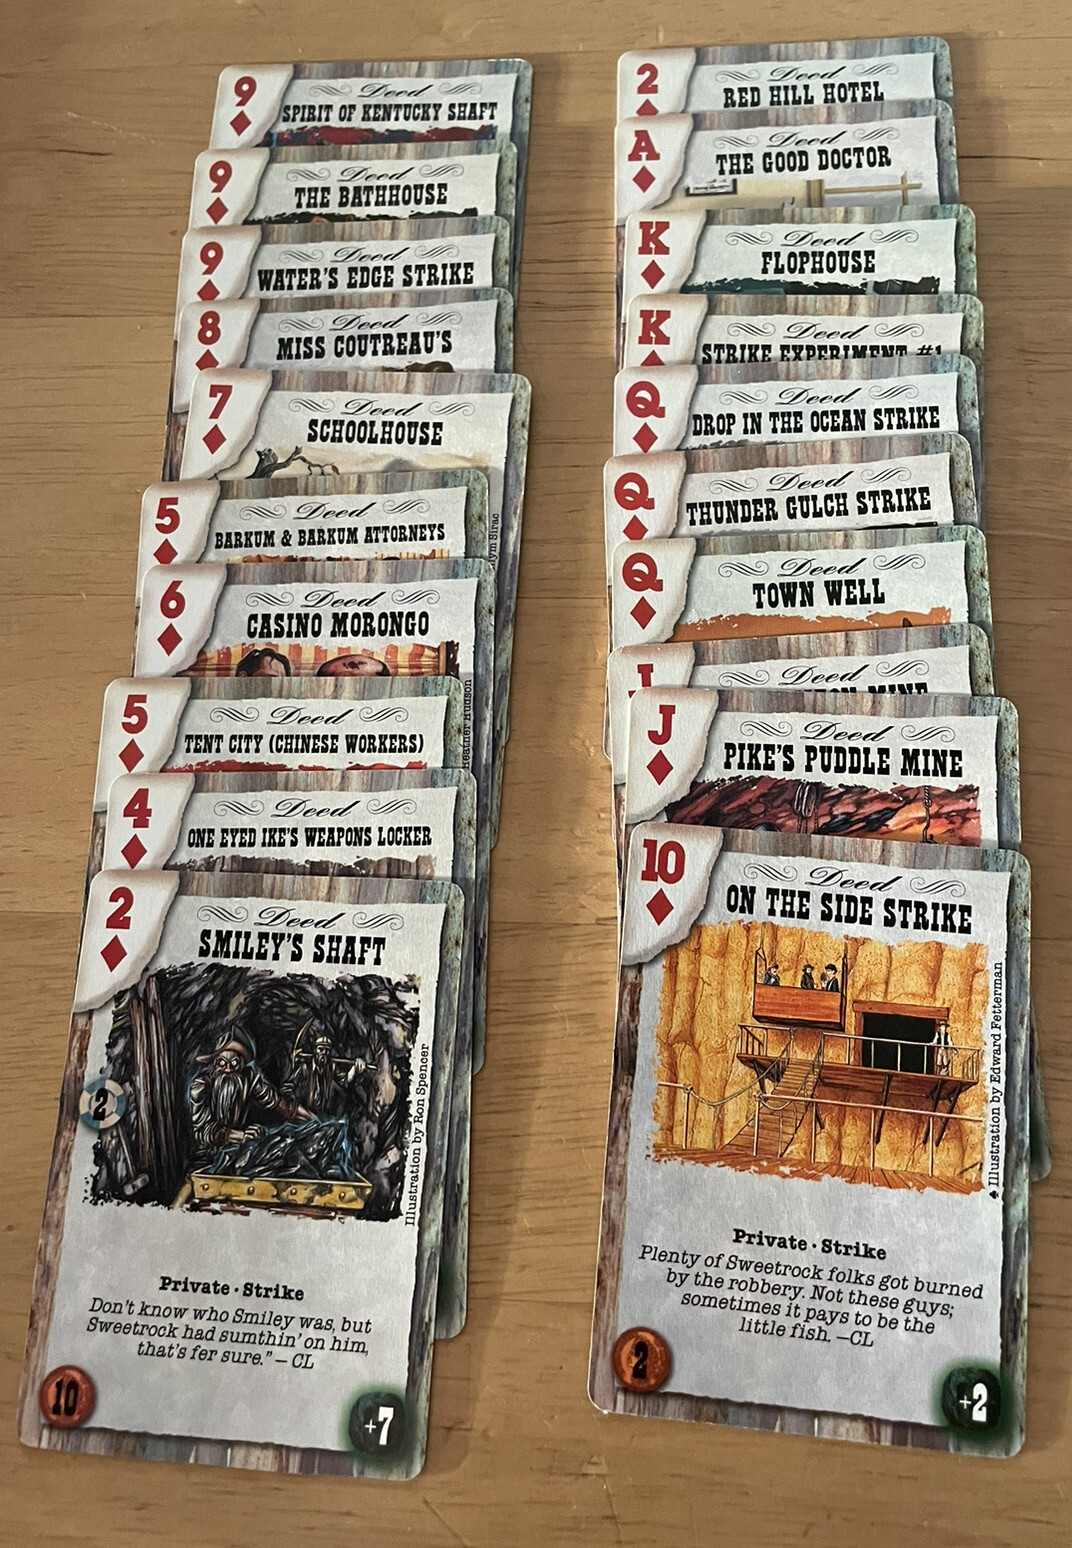 9
Deed
SPIRIT OF KENTUCKY SHAFT
9
Deed
THE BATHHOUSE
9
Deed
WATER'S EDGE STRIKE
8
Deed
MISS COUTREAU'S
7
Deed
SCHOOLHOUSE
5
Deed
BARKUM & BARKUM ATTORNEYS
6
Deed
CASINO MORONGO
Heather Hudson
5
Deed
TENT CITY (CHINESE WORKERS)
4
Deed
ONE EYED IKE'S WEAPONS LOCKER
2
Deed
SMILEY'S SHAFT
2
Illustration by Ron Spencer
Private · Strike
Don't know who Smiley was, but
Sweetrock had sumthin' on him,
that's fer sure." – CL
10
+7
2
Deed
RED HILL HOTEL
A
Deed
THE GOOD DOCTOR
K
Deed
FLOPHOUSE
K
Deed
STRIKE EXPERIMENT #1
Q
Deed
DROP IN THE OCEAN STRIKE
Q
Deed
THUNDER GULCH STRIKE
Q
Deed
TOWN WELL
J
Deed
MINE
J
Deed
PIKE'S PUDDLE MINE
10
Deed
ON THE SIDE STRIKE
Illustration by Edward Fetterman
Private · Strike
Plenty of Sweetrock folks got burned
by the robbery. Not these guys;
sometimes it pays to be the
little fish. –CL
2
+2